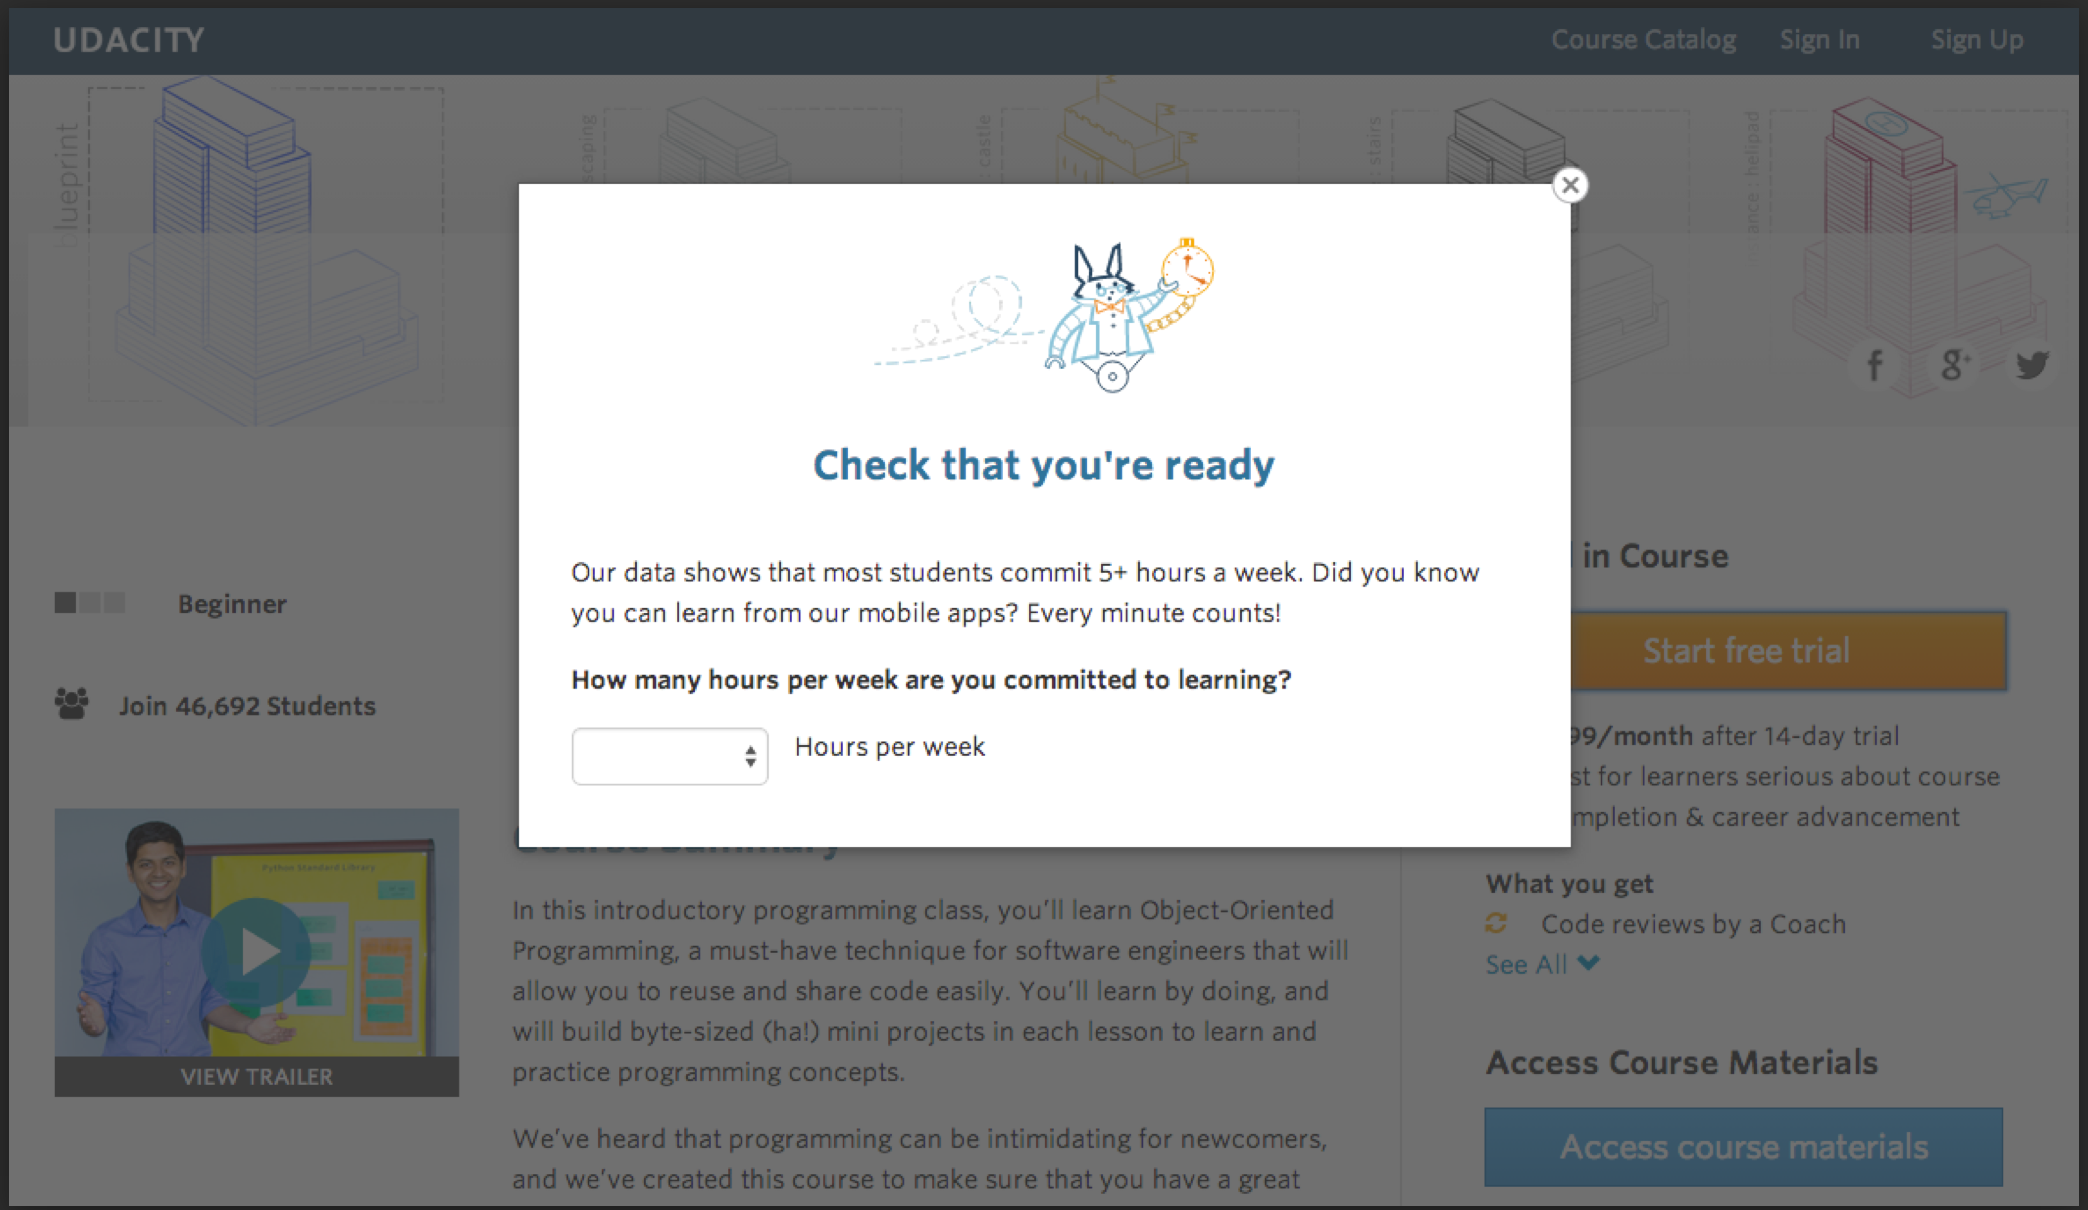 UDACITY
Course Catalog
Sign In
Sign Up
blueprint
scaping
: castle
: stairs
ance : helipad
Check that you're ready
Our data shows that most students commit 5+ hours a week. Did you know
you can learn from our mobile apps? Every minute counts!
How many hours per week are you committed to learning?
Hours per week
Beginner
Join 46,692 Students
Python Standard Library
VIEW TRAILER
Course Summary
In this introductory programming class, you'll learn Object-Oriented
Programming, a must-have technique for software engineers that will
allow you to reuse and share code easily. You'll learn by doing, and
will build byte-sized (ha!) mini projects in each lesson to learn and
practice programming concepts.
We've heard that programming can be intimidating for newcomers,
and we've created this course to make sure that you have a great
in Course
Start free trial
99/month after 14-day trial
st for learners serious about course
mpletion & career advancement
What you get
Code reviews by a Coach
See All
Access Course Materials
Access course materials